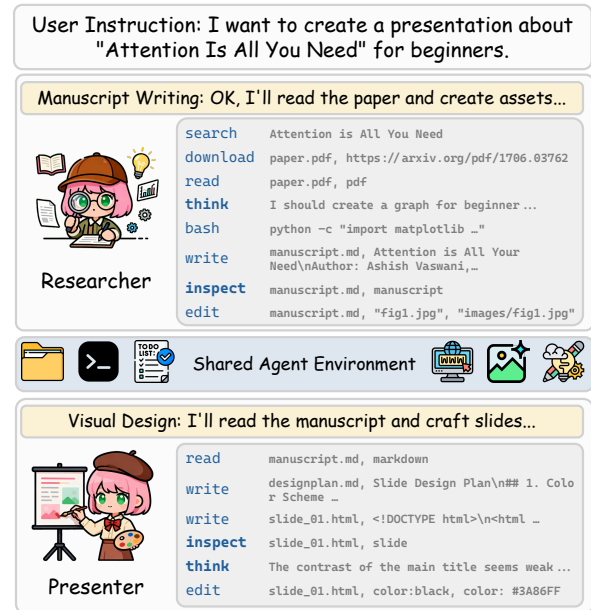 User Instruction: I want to create a presentation about
"Attention Is All You Need" for beginners.
Manuscript Writing: OK, I'll read the paper and create assets...
search Attention is All You Need
download paper.pdf, https://arxiv.org/pdf/1706.03762
read paper.pdf, pdf
think I should create a graph for beginner...
bash python -c "import matplotlib …"
write manuscript.md, Attention is All Your
Need\nAuthor: Ashish Vaswani,…
inspect manuscript.md, manuscript
edit manuscript.md, "fig1.jpg", "images/fig1.jpg"
Researcher
TODO
LIST:
Shared Agent Environment
WWW
Visual Design: I'll read the manuscript and craft slides...
read manuscript.md, markdown
write designplan.md, Slide Design Plan\n## 1. Colo
r Scheme …
write slide_01.html, <!DOCTYPE html>\n<html …
inspect slide_01.html, slide
think The contrast of the main title seems weak...
edit slide_01.html, color:black, color: #3A86FF
Presenter